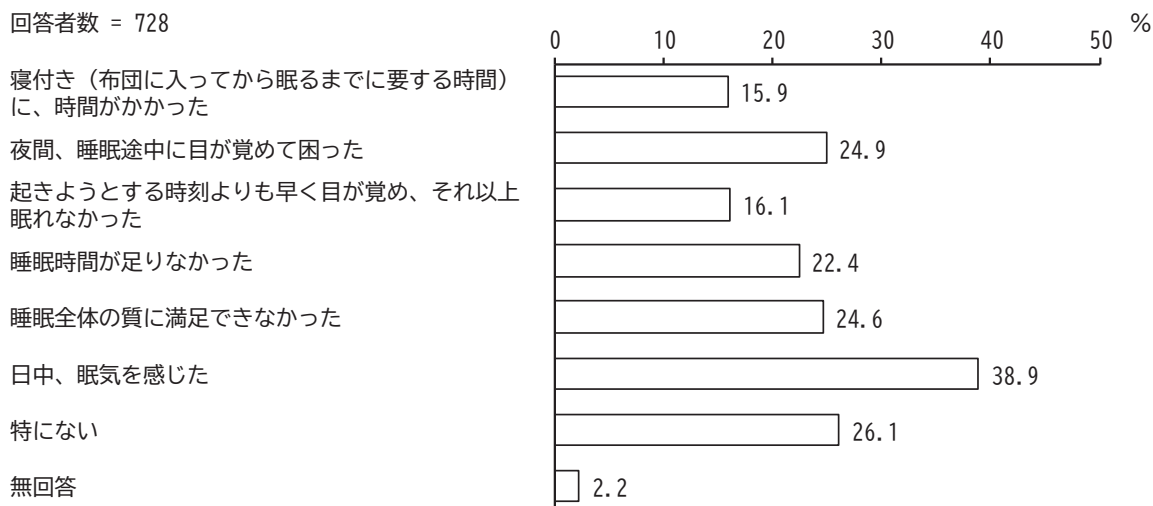 回答者数 = 728
%
0 10 20 30 40 50
寝付き（布団に入ってから眠るまでに要する時間）
に、時間がかかった
15.9
夜間、睡眠途中に目が覚めて困った
24.9
起きようとする時刻よりも早く目が覚め、それ以上
眠れなかった
16.1
睡眠時間が足りなかった
22.4
睡眠全体の質に満足できなかった
24.6
日中、眠気を感じた
38.9
特にない
26.1
無回答
2.2